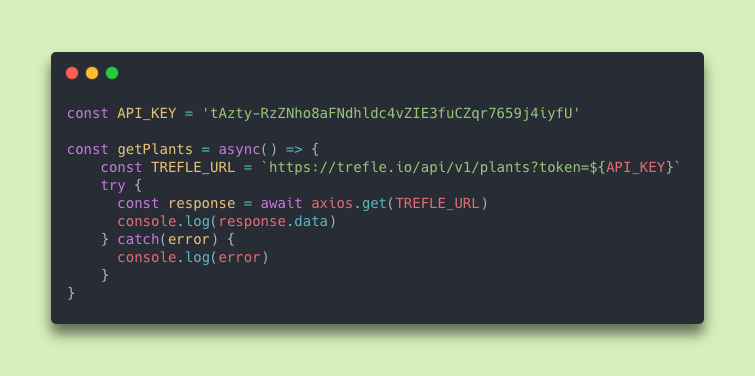 const API_KEY = 'tAzty-RzZNho8aFNdhldc4vZIE3fuCZqr7659j4iyfU'
const getPlants = async() => {
    const TREFLE_URL = `https://trefle.io/api/v1/plants?token=${API_KEY}`
    try {
      const response = await axios.get(TREFLE_URL)
      console.log(response.data)
    } catch(error) {
      console.log(error)
    }
}